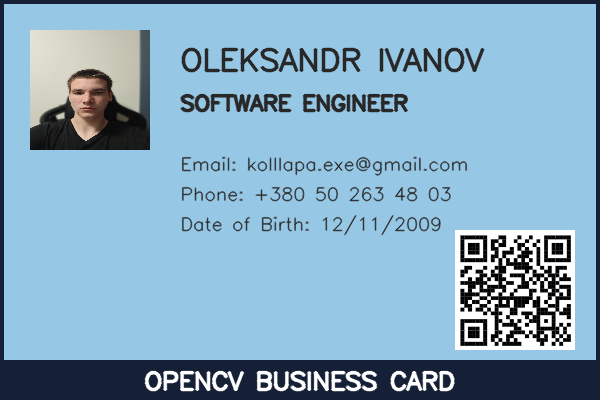 OLEKSANDR IVANOV
SOFTWARE ENGINEER
Email: kolllapa.exe@gmail.com
Phone: +380 50 263 48 03
Date of Birth: 12/11/2009
OPENCV BUSINESS CARD